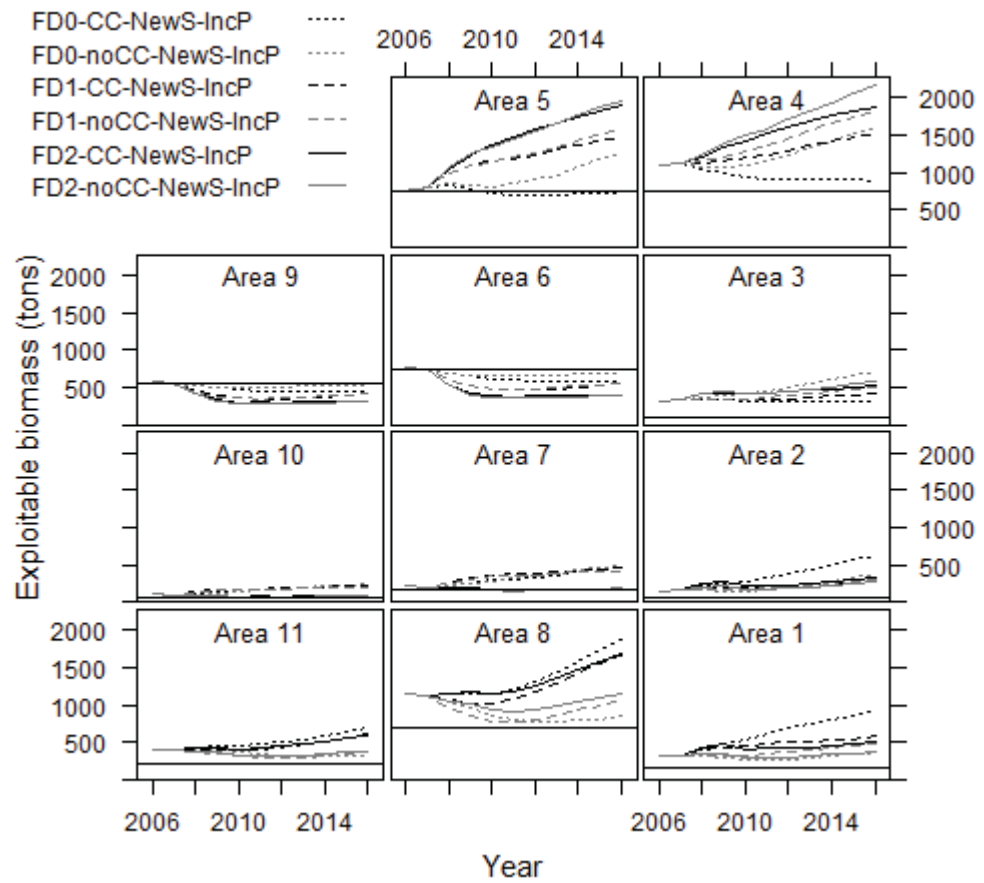 FD0-CC-NewS-IncP
FD0-noCC-NewS-IncP
FD1-CC-NewS-IncP
FD1-noCC-NewS-IncP
FD2-CC-NewS-IncP
FD2-noCC-NewS-IncP
2006 2010 2014
Area 5
Area 4
2000
1500
1000
500
Exploitable biomass (tons)
2000
1500
1000
500
Area 9
Area 6
Area 3
Area 10
Area 7
Area 2
2000
1500
1000
500
2000
1500
1000
500
Area 11
Area 8
Area 1
2006 2010 2014
2006 2010 2014
Year